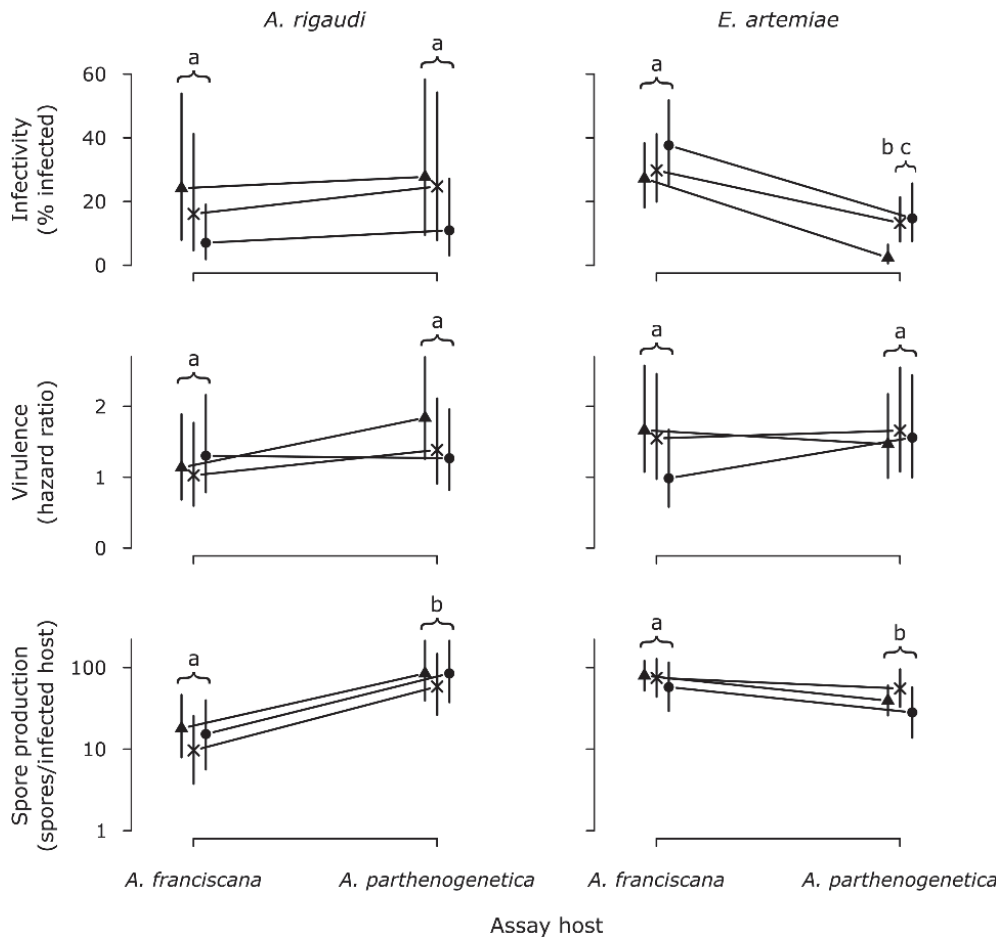 A. rigaudi
E. artemiae
Infectivity
(% infected)
60
40
20
0
a
a
a
b c
Virulence
(hazard ratio)
2
1
0
a
a
a
a
Spore production
(spores/infected host)
100
10
1
a
b
a
b
A. franciscana
A. parthenogenetica
A. franciscana
A. parthenogenetica
Assay host